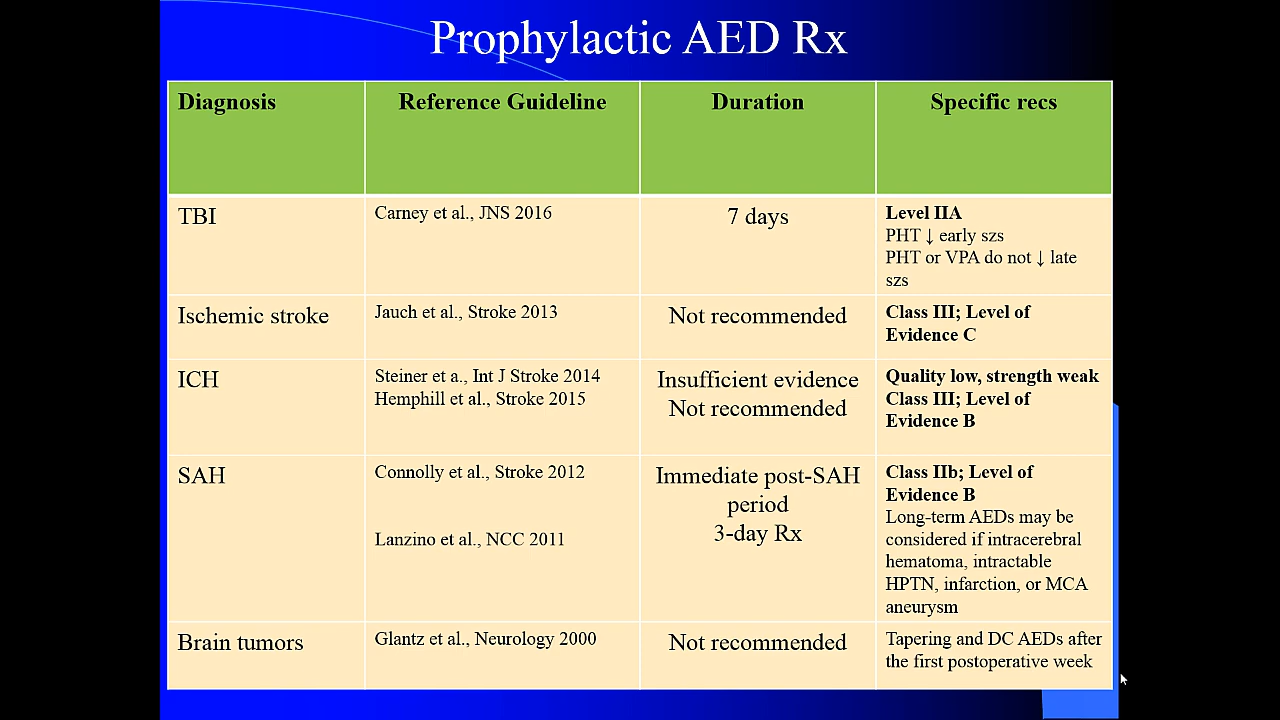 Prophylactic AED Rx
Diagnosis
Reference Guideline
Duration
Specific recs
TBI
Carney et al., JNS 2016
7 days
Level IIA
PHT ↓ early szs
PHT or VPA do not ↓ late
szs
Ischemic stroke
Jauch et al., Stroke 2013
Not recommended
Class III; Level of
Evidence C
ICH
Steiner et a., Int J Stroke 2014
Hemphill et al., Stroke 2015
Insufficient evidence
Not recommended
Quality low, strength weak
Class III; Level of
Evidence B
SAH
Connolly et al., Stroke 2012
Lanzino et al., NCC 2011
Immediate post-SAH
period
3-day Rx
Class IIb; Level of
Evidence B
Long-term AEDs may be
considered if intracerebral
hematoma, intractable
HPTN, infarction, or MCA
aneurysm
Brain tumors
Glantz et al., Neurology 2000
Not recommended
Tapering and DC AEDs after
the first postoperative week